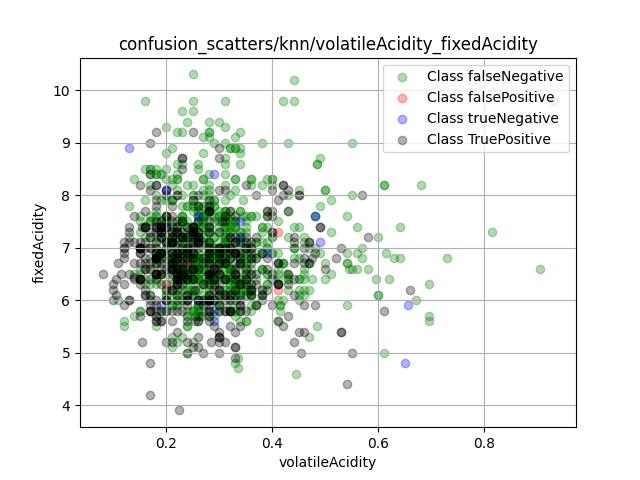 confusion_scatters/knn/volatileAcidity_fixedAcidity
Class falseNegative
Class falsePositive
Class trueNegative
Class TruePositive
10
9
8
7
6
5
4
fixedAcidity
0.2 0.4 0.6 0.8
volatileAcidity